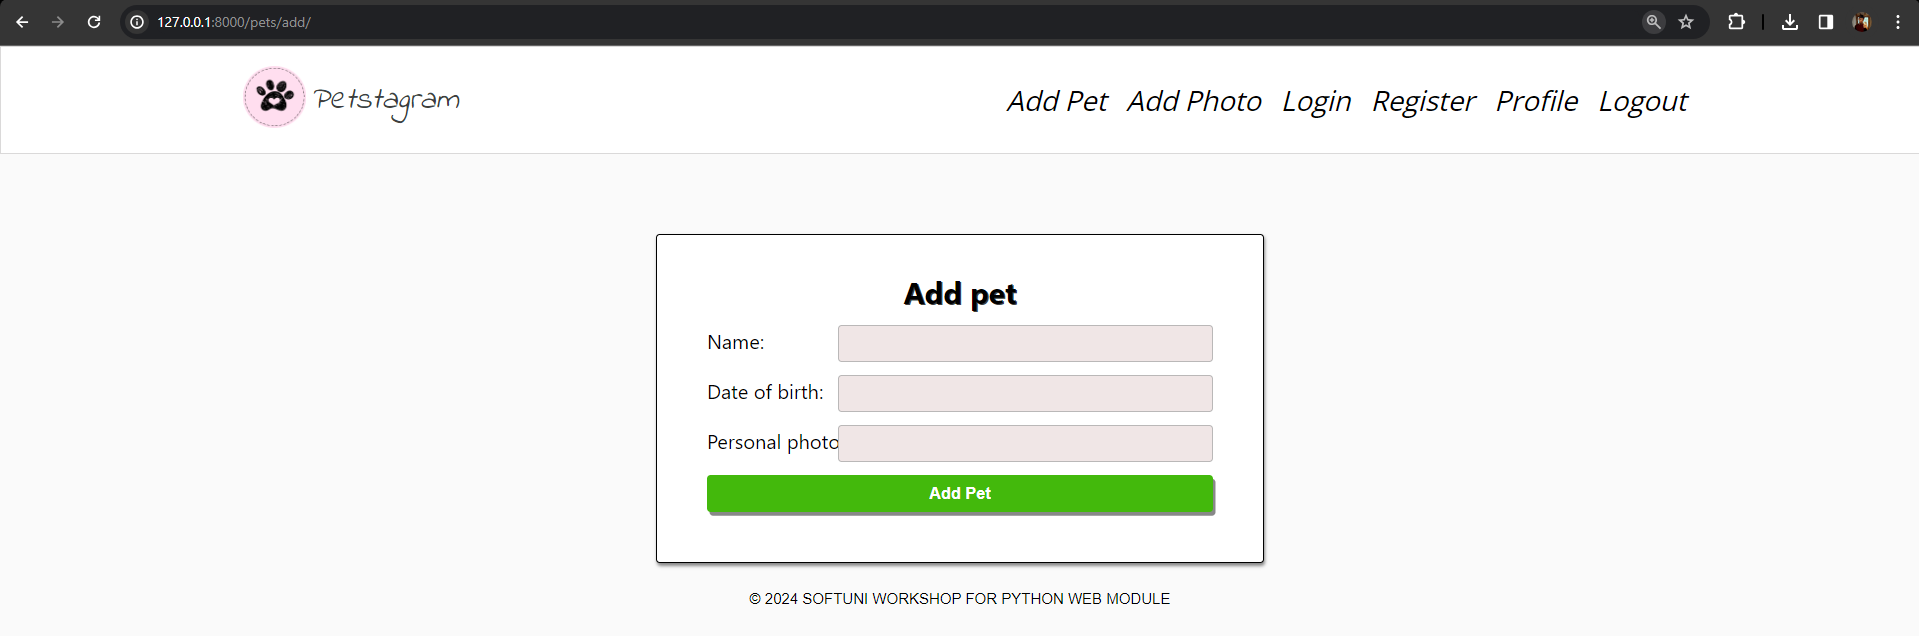 127.0.0.1:8000/pets/add/
Petstagram Add Pet Add Photo Login Register Profile Logout
Add pet
Name:
Date of birth:
Personal photo
Add Pet
© 2024 SOFTUNI WORKSHOP FOR PYTHON WEB MODULE